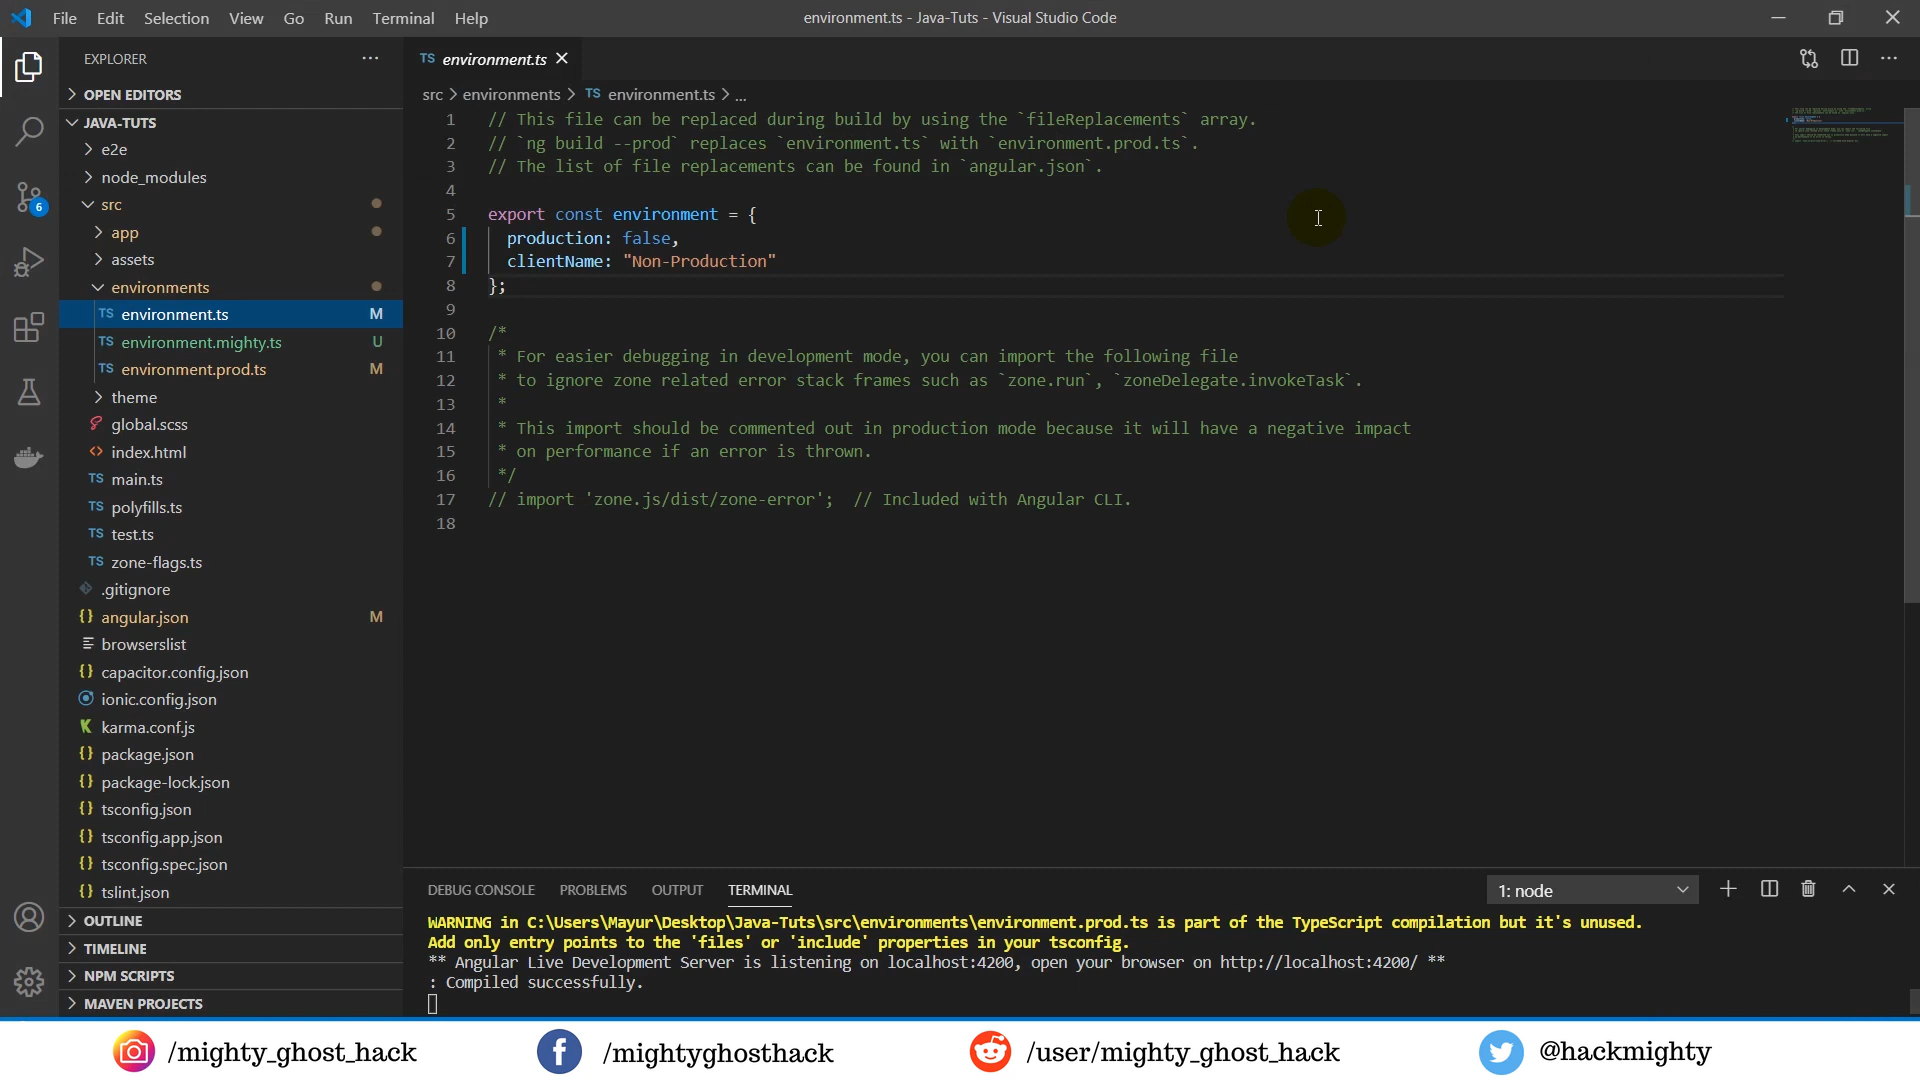 File Edit Selection View Go Run Terminal Help
environment.ts - Java-Tuts - Visual Studio Code
EXPLORER
OPEN EDITORS
JAVA-TUTS
e2e
node_modules
src
app
assets
environments
TS environment.ts M
TS environment.mighty.ts U
TS environment.prod.ts M
theme
global.scss
index.html
TS main.ts
TS polyfills.ts
TS test.ts
TS zone-flags.ts
.gitignore
{} angular.json M
browserslist
{} capacitor.config.json
ionic.config.json
karma.conf.js
{} package.json
{} package-lock.json
{} tsconfig.json
{} tsconfig.app.json
{} tsconfig.spec.json
{} tslint.json
OUTLINE
TIMELINE
NPM SCRIPTS
MAVEN PROJECTS
6
TS environment.ts
src > environments > TS environment.ts > ...
1 // This file can be replaced during build by using the `fileReplacements` array.
2 // `ng build --prod` replaces `environment.ts` with `environment.prod.ts`.
3 // The list of file replacements can be found in `angular.json`.
4
5 export const environment = {
6 production: false,
7 clientName: "Non-Production"
8 };
9
10 /*
11 * For easier debugging in development mode, you can import the following file
12 * to ignore zone related error stack frames such as `zone.run`, `zoneDelegate.invokeTask`.
13 *
14 * This import should be commented out in production mode because it will have a negative impact
15 * on performance if an error is thrown.
16 */
17 // import 'zone.js/dist/zone-error';  // Included with Angular CLI.
18
DEBUG CONSOLE PROBLEMS OUTPUT TERMINAL
1: node
WARNING in C:\Users\Mayur\Desktop\Java-Tuts\src\environments\environment.prod.ts is part of the TypeScript compilation but it's unused.
Add only entry points to the 'files' or 'include' properties in your tsconfig.
** Angular Live Development Server is listening on localhost:4200, open your browser on http://localhost:4200/ **
: Compiled successfully.
/mighty_ghost_hack
/mightyghosthack
/user/mighty_ghost_hack
@hackmighty